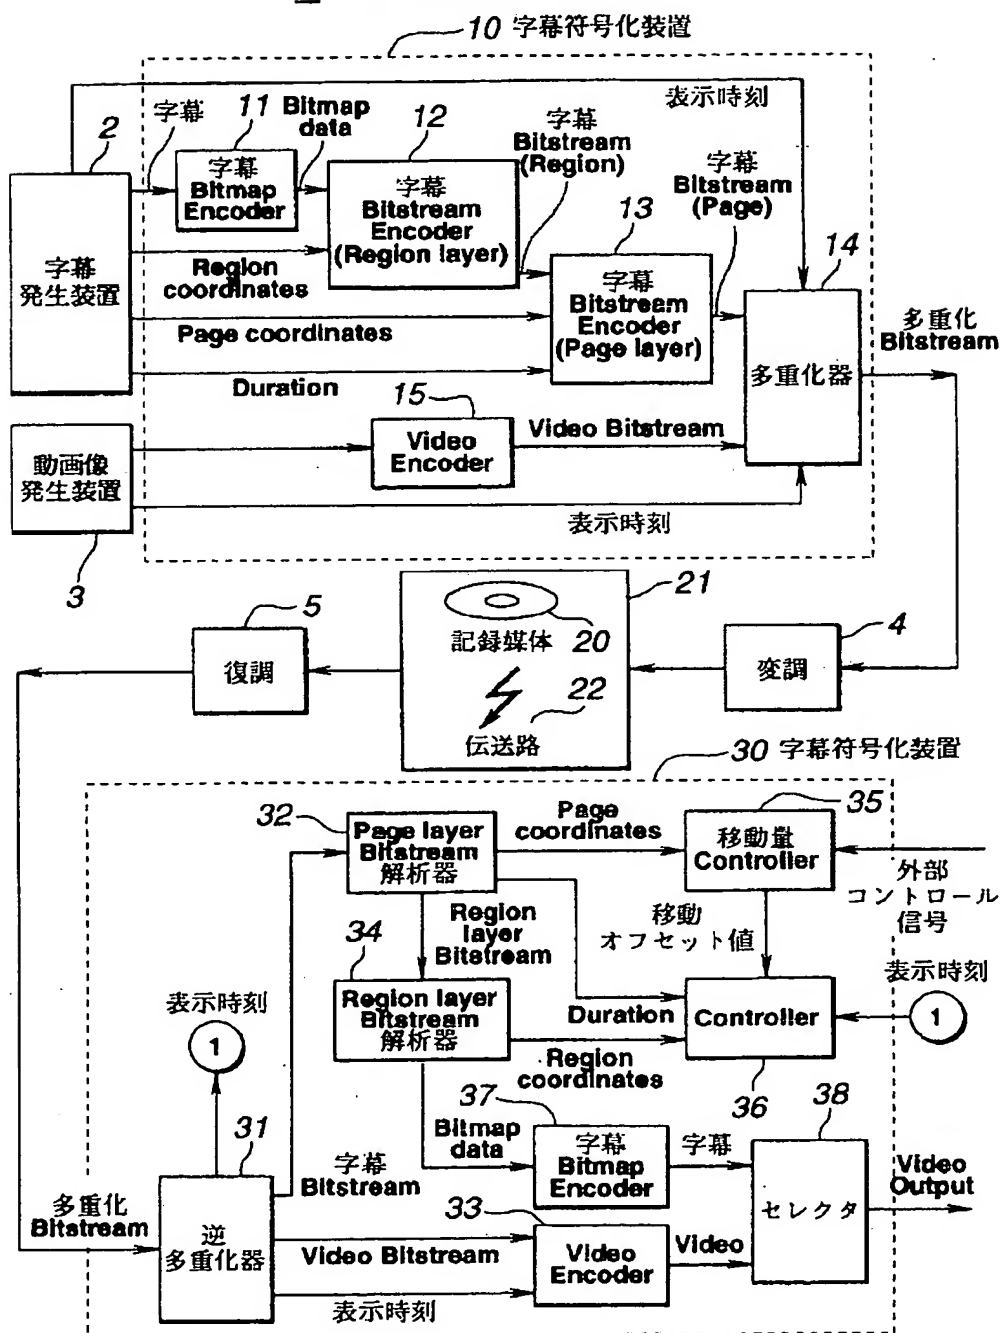 10 字幕符号化装置
表示時刻
2
字幕
11
Bitmap
data
12
字幕
Bitstream
(Region)
字幕
Bitstream
(Page)
字幕
発生装置
字幕
Bitmap
Encoder
字幕
Bitstream
Encoder
(Region layer)
13
14
Region
coordinates
字幕
Bitstream
Encoder
(Page layer)
多重化器
多重化
Bitstream
Page coordinates
Duration
15
Video
Encoder
Video Bitstream
動画像
発生装置
表示時刻
3
5
復調
21
記録媒体 20
22
伝送路
4
変調
30 字幕符号化装置
32
Page layer
Bitstream
解析器
Page
coordinates
35
移動量
Controller
外部
コントロール
信号
Region
layer
Bitstream
移動
オフセット値
34
Region layer
Bitstream
解析器
表示時刻
1
Duration
Controller
表示時刻
1
Region
coordinates
36
31
Bitmap
data
37
字幕
Bitmap
Encoder
字幕
38
セレクタ
Video
Output
字幕
Bitstream
多重化
Bitstream
逆
多重化器
33
Video Bitstream
Video
Encoder
Video
表示時刻